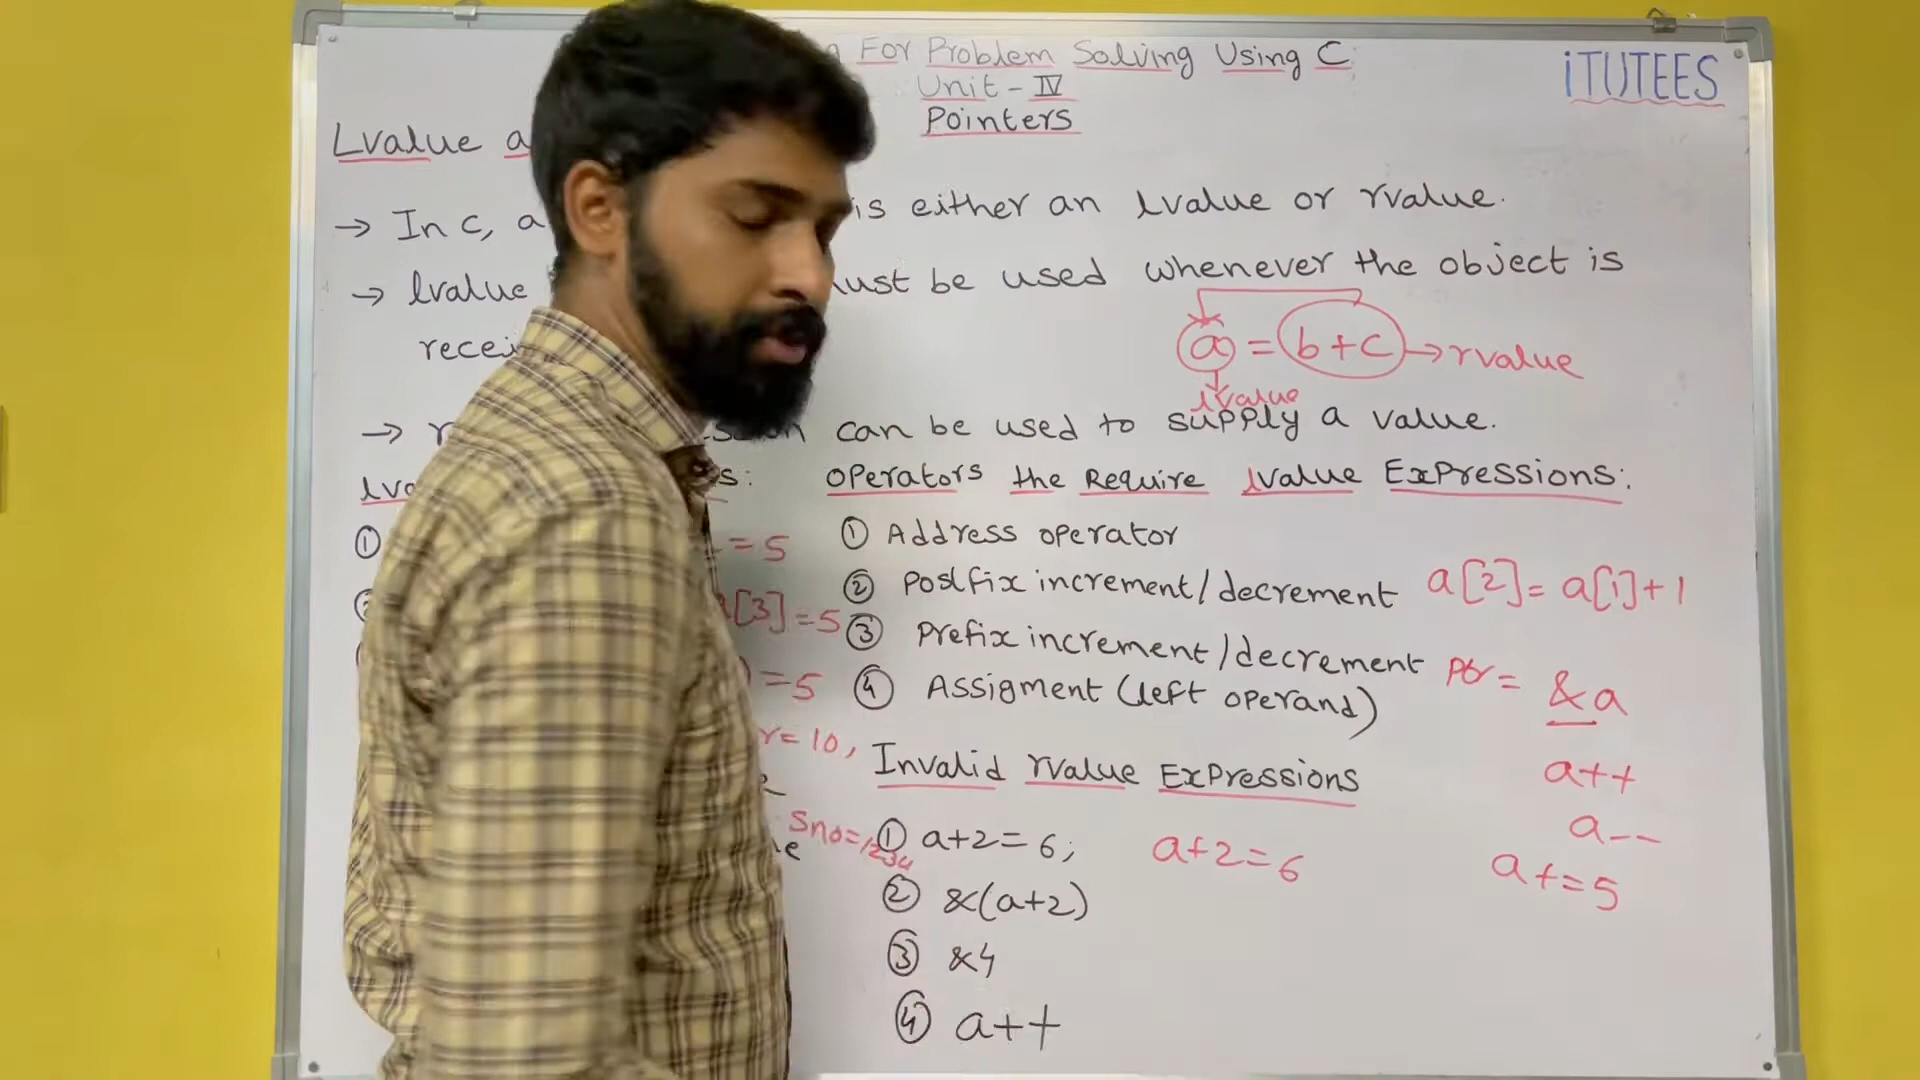 For Problem Solving Using C
iTUTEES
Unit - IV
Pointers
Lvalue a
→ In c, a is either an lvalue or rvalue.
→ lvalue must be used whenever the object is
recei
a = b+c → rvalue
lvalue
→ r can be used to supply a value.
operators the Require lvalue Expressions:
① = 5
① Address operator
② Postfix increment/decrement
a[2] = a[1]+1
[3] = 5
③ Prefix increment/decrement
Ptr = &a
= 5
④ Assigment (left operand)
r = 10,
Invalid rvalue Expressions
a++
a--
Sno=1234
① a+2=6;
a+2=6
a+=5
② &(a+2)
③ &4
④ a++